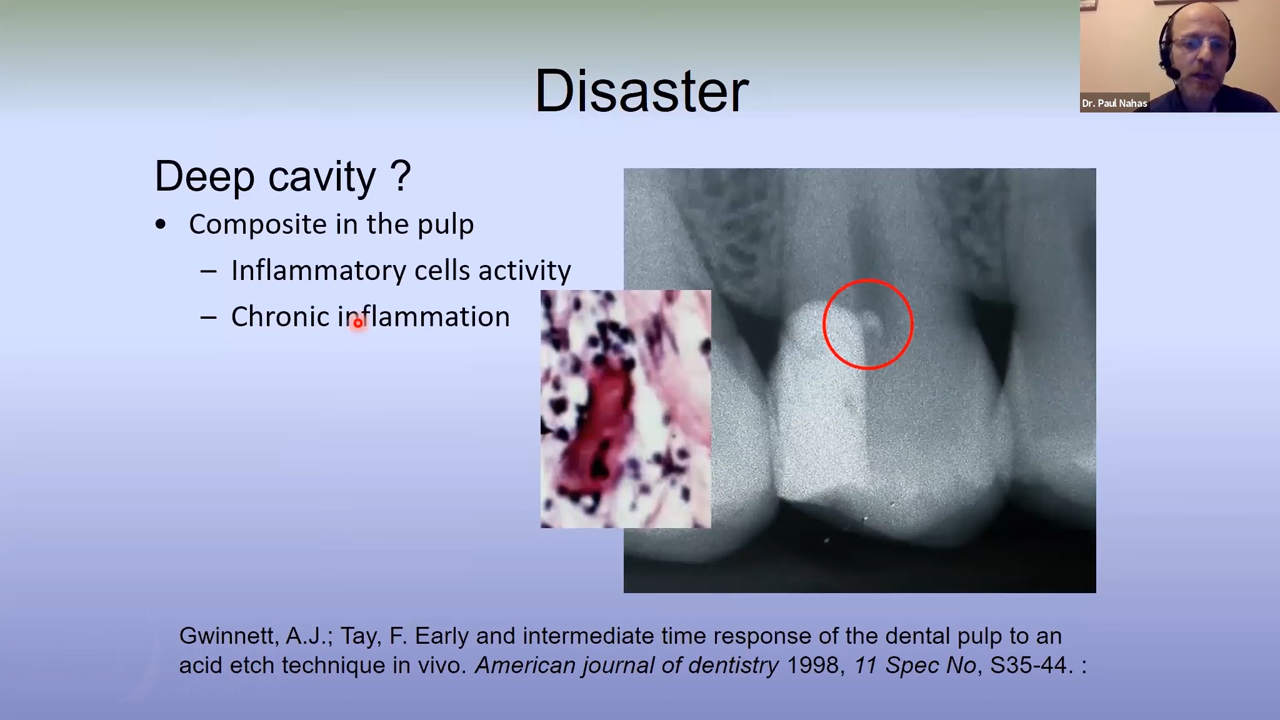 Disaster
Dr. Paul Nahas
Deep cavity ?
• Composite in the pulp
– Inflammatory cells activity
– Chronic inflammation
Gwinnett, A.J.; Tay, F. Early and intermediate time response of the dental pulp to an
acid etch technique in vivo. American journal of dentistry 1998, 11 Spec No, S35-44. :